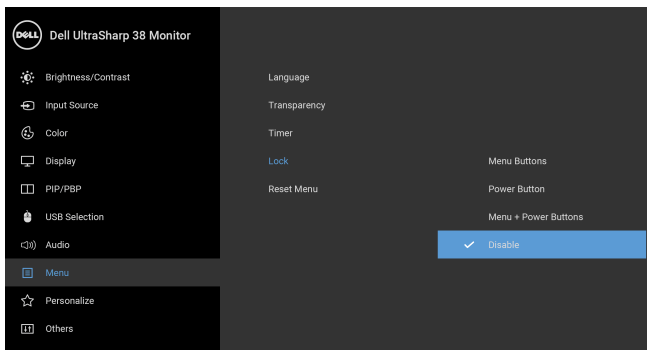 DELL Dell UltraSharp 38 Monitor
Brightness/Contrast
Input Source
Color
Display
PIP/PBP
USB Selection
Audio
Menu
Personalize
Others
Language
Transparency
Timer
Lock
Reset Menu
Menu Buttons
Power Button
Menu + Power Buttons
Disable